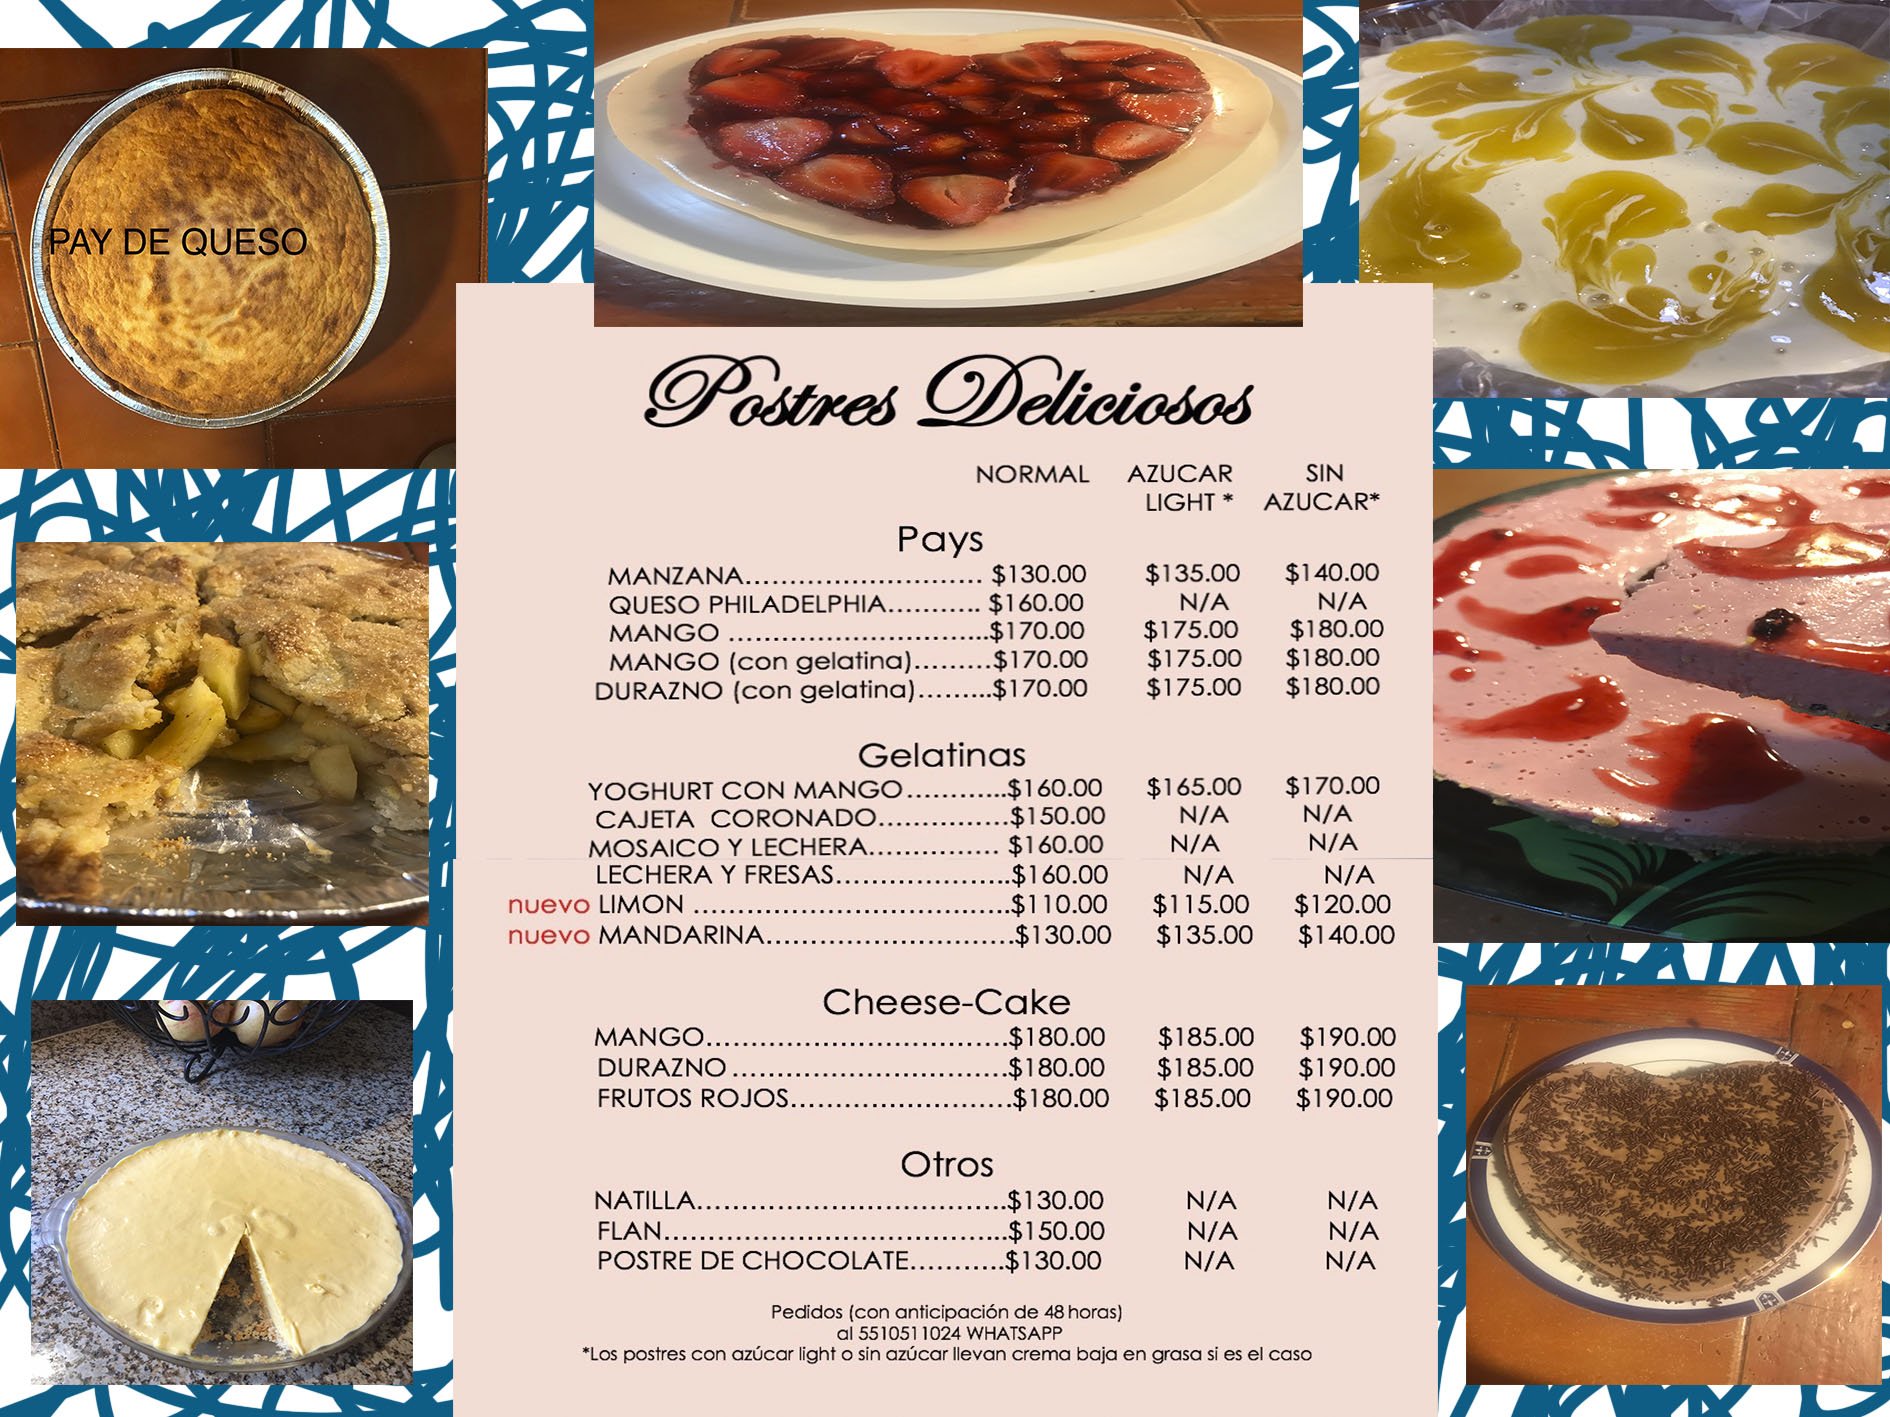 PAY DE QUESO
Postres Deliciosos
NORMAL AZUCAR LIGHT * SIN AZUCAR*
Pays
MANZANA........................... $130.00 $135.00 $140.00
QUESO PHILADELPHIA........... $160.00 N/A N/A
MANGO ..............................$170.00 $175.00 $180.00
MANGO (con gelatina).........$170.00 $175.00 $180.00
DURAZNO (con gelatina).........$170.00 $175.00 $180.00
Gelatinas
YOGHURT CON MANGO............$160.00 $165.00 $170.00
CAJETA CORONADO...............$150.00 N/A N/A
MOSAICO Y LECHERA............... $160.00 N/A N/A
LECHERA Y FRESAS....................$160.00 N/A N/A
nuevo LIMON ....................................$110.00 $115.00 $120.00
nuevo MANDARINA............................$130.00 $135.00 $140.00
Cheese-Cake
MANGO..................................$180.00 $185.00 $190.00
DURAZNO ...............................$180.00 $185.00 $190.00
FRUTOS ROJOS.........................$180.00 $185.00 $190.00
Otros
NATILLA...................................$130.00 N/A N/A
FLAN.......................................$150.00 N/A N/A
POSTRE DE CHOCOLATE...........$130.00 N/A N/A
Pedidos (con anticipación de 48 horas)
al 5510511024 WHATSAPP
*Los postres con azúcar light o sin azúcar llevan crema baja en grasa si es el caso